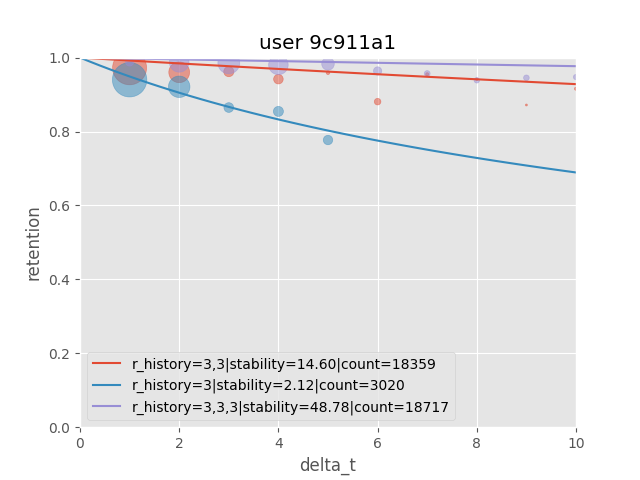 user 9c911a1
1.0
0.8
0.6
0.4
0.2
0.0
retention
r_history=3,3|stability=14.60|count=18359
r_history=3|stability=2.12|count=3020
r_history=3,3,3|stability=48.78|count=18717
0 2 4 6 8 10
delta_t